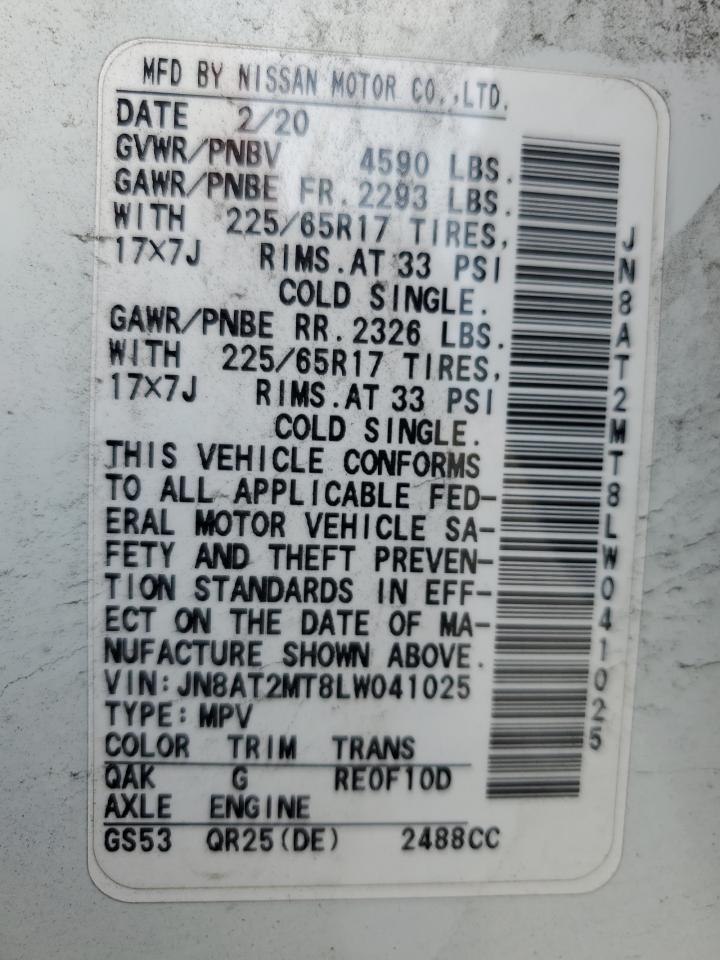 MFD BY NISSAN MOTOR CO.,LTD.
DATE 2/20
GVWR/PNBV 4590 LBS.
GAWR/PNBE FR.2293 LBS.
WITH 225/65R17 TIRES,
17X7J RIMS.AT 33 PSI
COLD SINGLE.
GAWR/PNBE RR.2326 LBS.
WITH 225/65R17 TIRES,
17X7J RIMS.AT 33 PSI
COLD SINGLE.
THIS VEHICLE CONFORMS
TO ALL APPLICABLE FED-
ERAL MOTOR VEHICLE SA-
FETY AND THEFT PREVEN-
TION STANDARDS IN EFF-
ECT ON THE DATE OF MA-
NUFACTURE SHOWN ABOVE.
VIN:JN8AT2MT8LW041025
TYPE:MPV
COLOR TRIM TRANS
QAK G RE0F10D
AXLE ENGINE
GS53 QR25(DE) 2488CC
JN8AT2MT8LW041025